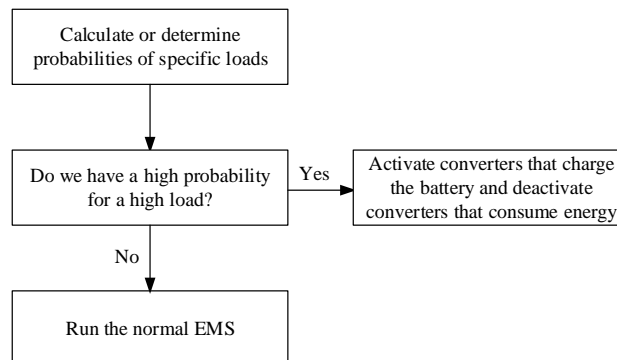 Calculate or determine
probabilities of specific loads
Do we have a high probability
for a high load?
Yes
Activate converters that charge
the battery and deactivate
converters that consume energy
No
Run the normal EMS